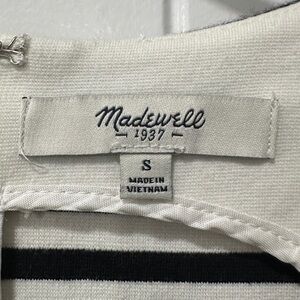 Madewell
- 1937 -
S
MADE IN
VIETNAM